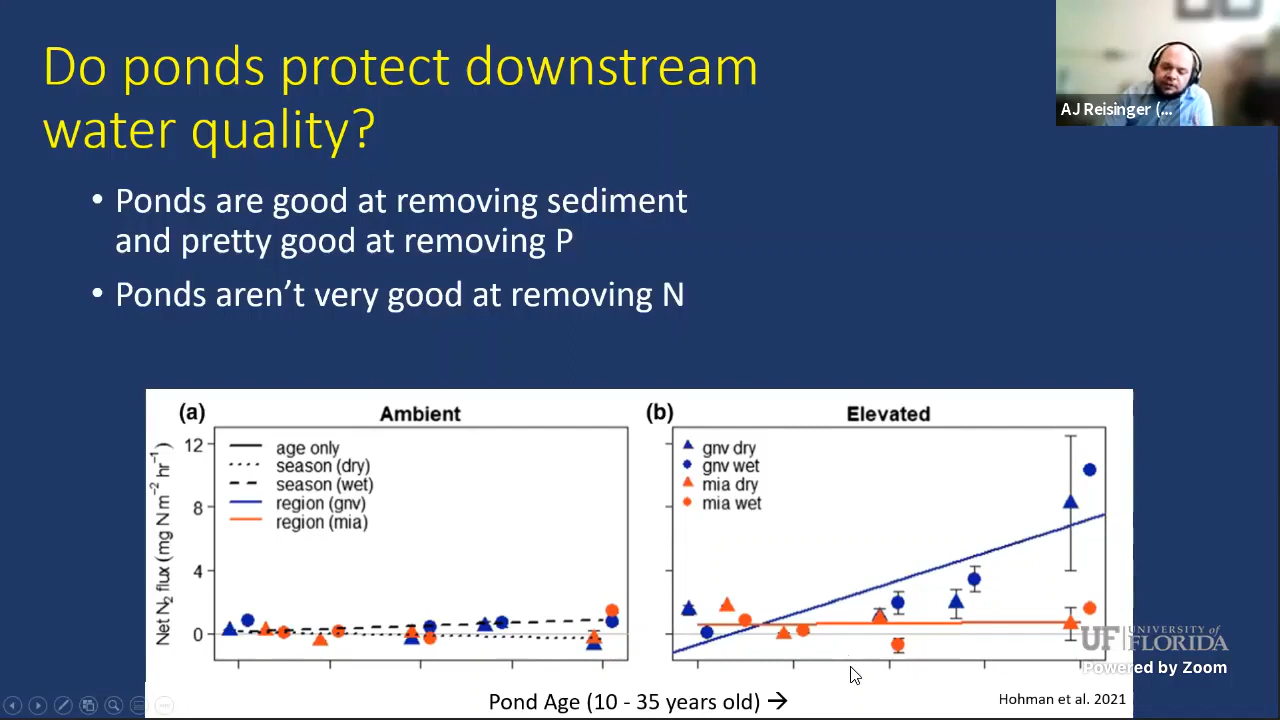 Do ponds protect downstream
water quality?
AJ Reisinger (...
• Ponds are good at removing sediment
and pretty good at removing P
• Ponds aren’t very good at removing N
(a)
Ambient
(b)
Elevated
Net N2 flux (mg N m−2 hr−1)
12
8
4
0
age only
season (dry)
season (wet)
region (gnv)
region (mia)
gnv dry
gnv wet
mia dry
mia wet
UF UNIVERSITY of
FLORIDA
Powered by Zoom
Pond Age (10 - 35 years old) →
Hohman et al. 2021